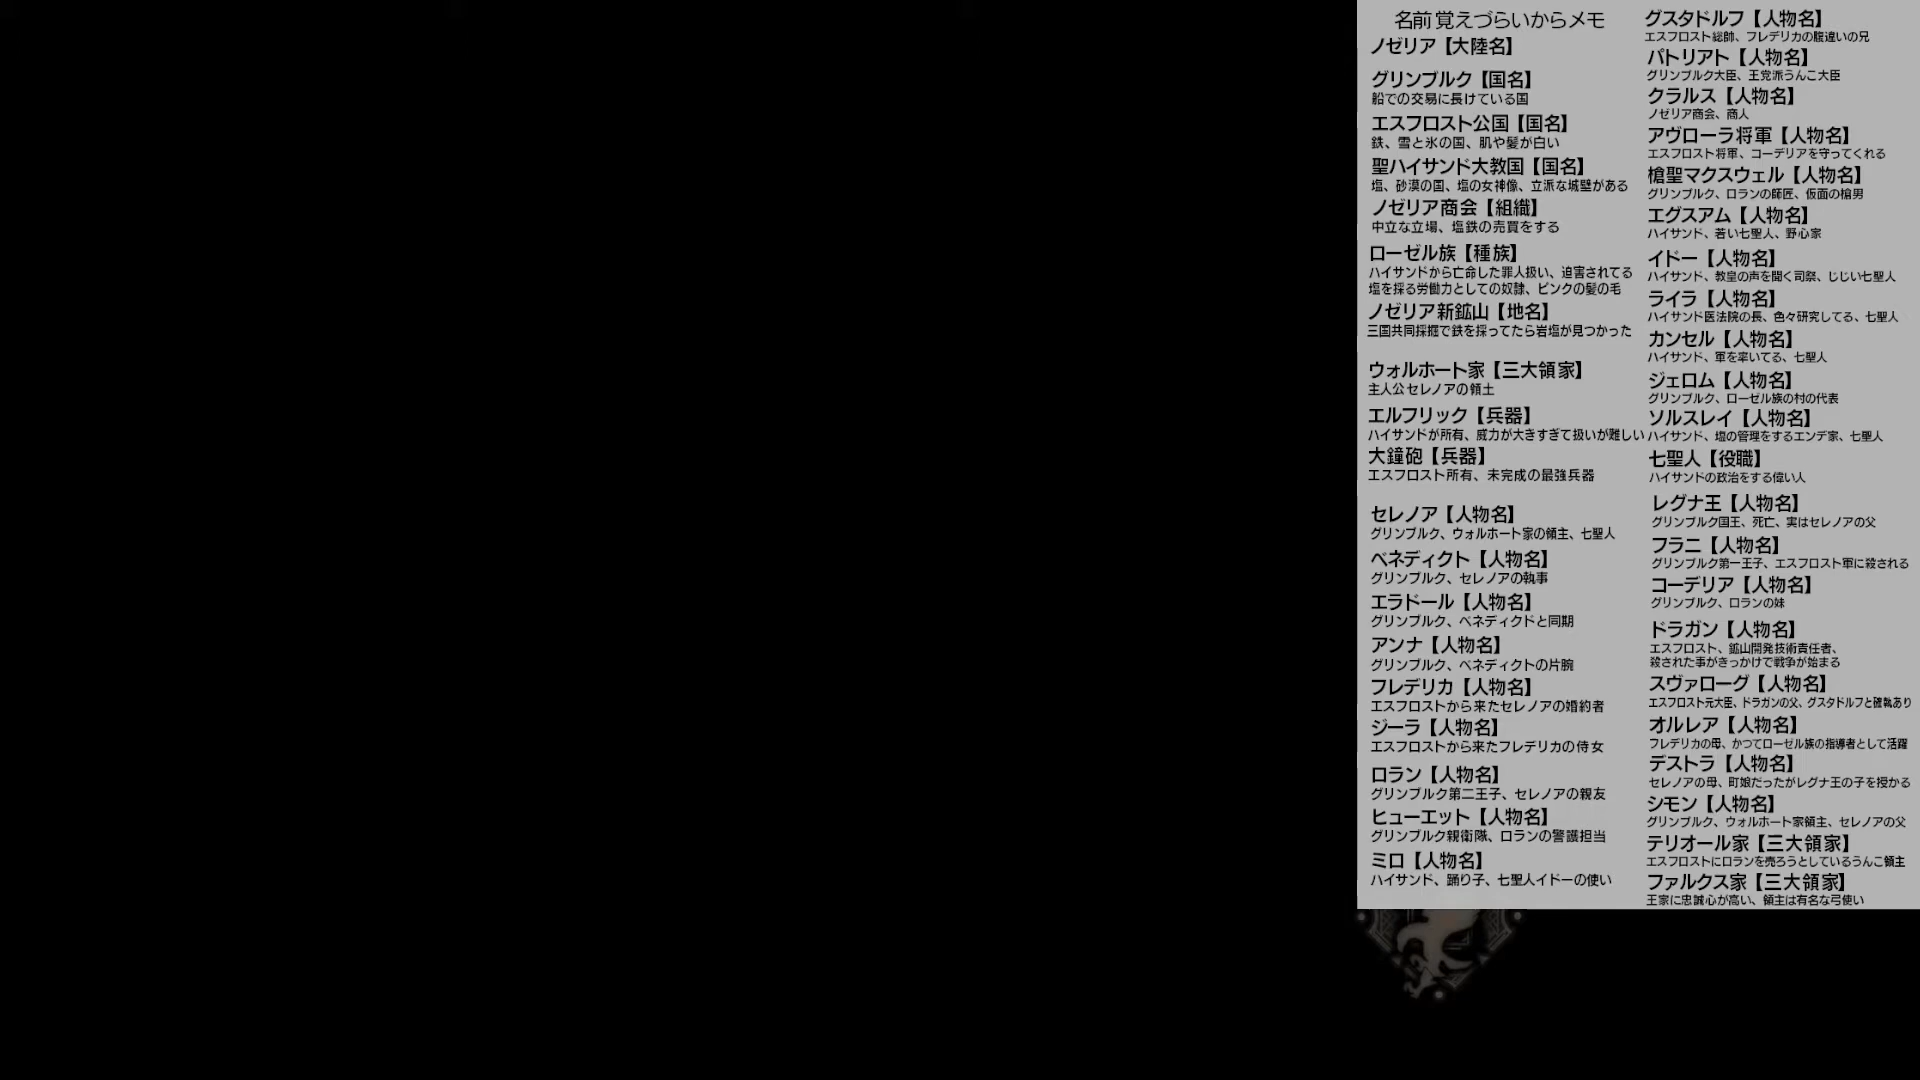 名前覚えづらいからメモ
ノゼリア【大陸名】
グリンブルク【国名】
船での交易に長けている国
エスフロスト公国【国名】
鉄、雪と氷の国、肌や髪が白い
聖ハイサンド大教国【国名】
塩、砂漠の国、塩の女神像、立派な城壁がある
ノゼリア商会【組織】
中立な立場、塩鉄の売買をする
ローゼル族【種族】
ハイサンドから亡命した罪人扱い、迫害されてる
塩を採る労働力としての奴隷、ピンクの髪の毛
ノゼリア新鉱山【地名】
三国共同採掘で鉄を採ってたら岩塩が見つかった
ウォルホート家【三大領家】
主人公セレノアの領土
エルフリック【兵器】
ハイサンドが所有、威力が大きすぎて扱いが難しい
大鐘砲【兵器】
エスフロスト所有、未完成の最強兵器
セレノア【人物名】
グリンブルク、ウォルホート家の領主、七聖人
ベネディクト【人物名】
グリンブルク、セレノアの執事
エラドール【人物名】
グリンブルク、ベネディクドと同期
アンナ【人物名】
グリンブルク、ベネディクトの片腕
フレデリカ【人物名】
エスフロストから来たセレノアの婚約者
ジーラ【人物名】
エスフロストから来たフレデリカの侍女
ロラン【人物名】
グリンブルク第二王子、セレノアの親友
ヒューエット【人物名】
グリンブルク親衛隊、ロランの警護担当
ミロ【人物名】
ハイサンド、踊り子、七聖人イドーの使い
グスタドルフ【人物名】
エスフロスト総帥、フレデリカの腹違いの兄
パトリアト【人物名】
グリンブルク大臣、王党派うんこ大臣
クラルス【人物名】
ノゼリア商会、商人
アヴローラ将軍【人物名】
エスフロスト将軍、コーデリアを守ってくれる
槍聖マクスウェル【人物名】
グリンブルク、ロランの師匠、仮面の槍男
エグスアム【人物名】
ハイサンド、若い七聖人、野心家
イドー【人物名】
ハイサンド、教皇の声を聞く司祭、じじい七聖人
ライラ【人物名】
ハイサンド医法院の長、色々研究してる、七聖人
カンセル【人物名】
ハイサンド、軍を率いてる、七聖人
ジェロム【人物名】
グリンブルク、ローゼル族の村の代表
ソルスレイ【人物名】
ハイサンド、塩の管理をするエンデ家、七聖人
七聖人【役職】
ハイサンドの政治をする偉い人
レグナ王【人物名】
グリンブルク国王、死亡、実はセレノアの父
フラニ【人物名】
グリンブルク第一王子、エスフロスト軍に殺される
コーデリア【人物名】
グリンブルク、ロランの妹
ドラガン【人物名】
エスフロスト、鉱山開発技術責任者、
殺された事がきっかけで戦争が始まる
スヴァローグ【人物名】
エスフロスト元大臣、ドラガンの父、グスタドルフと確執あり
オルレア【人物名】
フレデリカの母、かつてローゼル族の指導者として活躍
デストラ【人物名】
セレノアの母、町娘だったがレグナ王の子を授かる
シモン【人物名】
グリンブルク、ウォルホート家領主、セレノアの父
テリオール家【三大領家】
エスフロストにロランを売ろうとしているうんこ領主
ファルクス家【三大領家】
王家に忠誠心が高い、領主は有名な弓使い